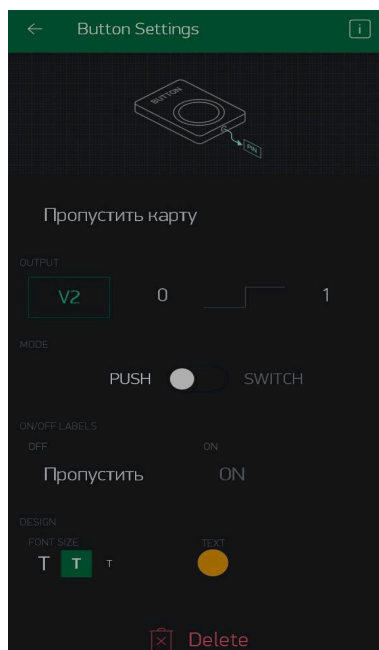 ← Button Settings i
BUTTON
PIN
Пропустить карту
OUTPUT
V2 0 1
MODE
PUSH SWITCH
ON/OFF LABELS
OFF ON
Пропустить ON
DESIGN
FONT SIZE TEXT
T T T
Delete